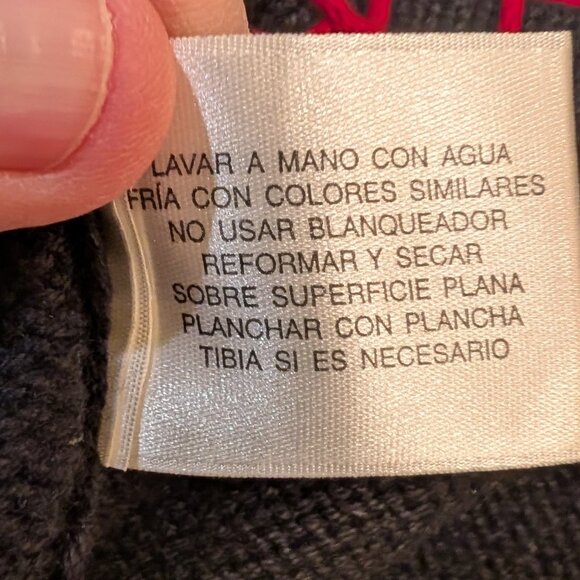 LAVAR A MANO CON AGUA
FRÍA CON COLORES SIMILARES
NO USAR BLANQUEADOR
REFORMAR Y SECAR
SOBRE SUPERFICIE PLANA
PLANCHAR CON PLANCHA
TIBIA SI ES NECESARIO